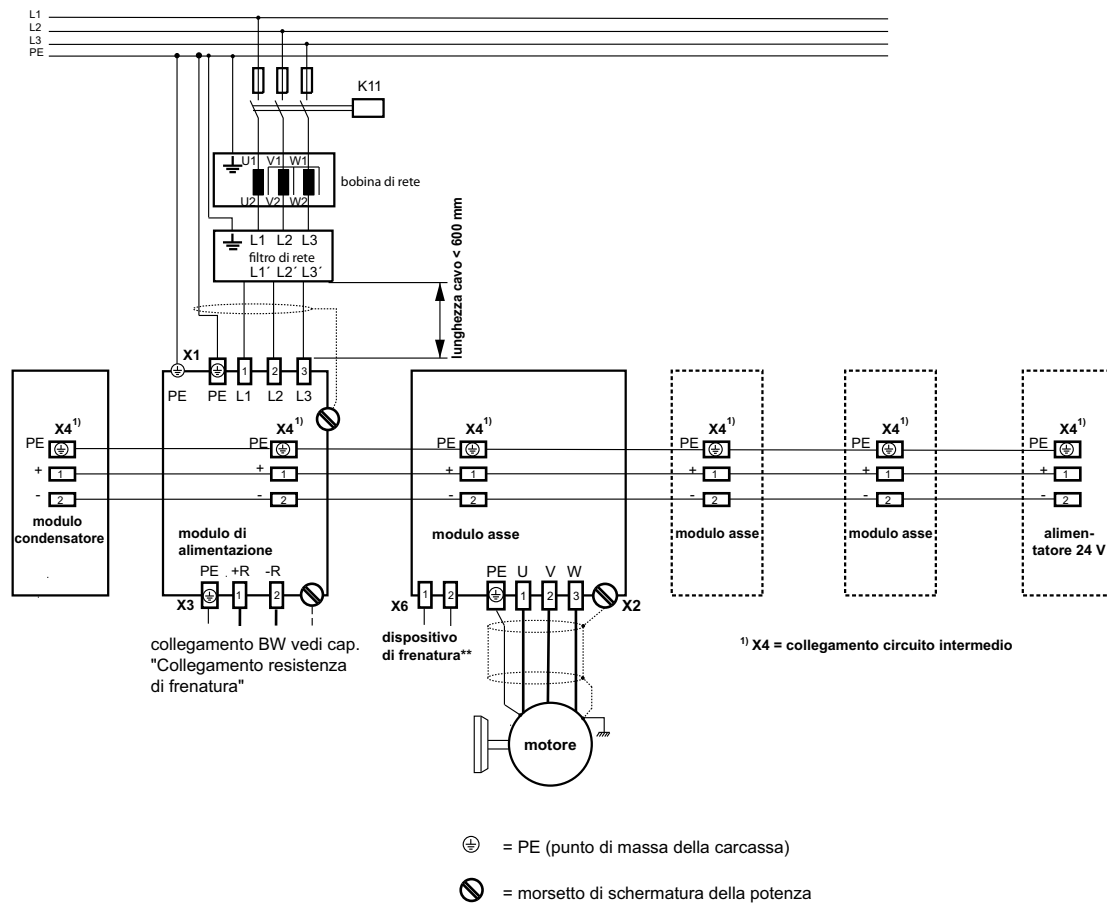 L1
L2
L3
PE
K11
U1 V1 W1
bobina di rete
U2 V2 W2
L1 L2 L3
filtro di rete
L1´ L2´ L3´
lunghezza cavo < 600 mm
X1
1 2 3
PE PE L1 L2 L3
X4¹⁾ X4¹⁾ X4¹⁾ X4¹⁾ X4¹⁾ X4¹⁾
PE PE PE PE PE PE
+ 1 + 1 + 1 + 1 + 1 + 1
- 2 - 2 - 2 - 2 - 2 - 2
modulo
condensatore
modulo di
alimentazione
modulo asse
modulo asse
modulo asse
alimen-
tatore 24 V
PE +R -R
X3 1 2
PE U V W
X6 1 2 1 2 3 X2
collegamento BW vedi cap.
"Collegamento resistenza
di frenatura"
dispositivo
di frenatura**
¹⁾ X4 = collegamento circuito intermedio
motore
= PE (punto di massa della carcassa)
= morsetto di schermatura della potenza